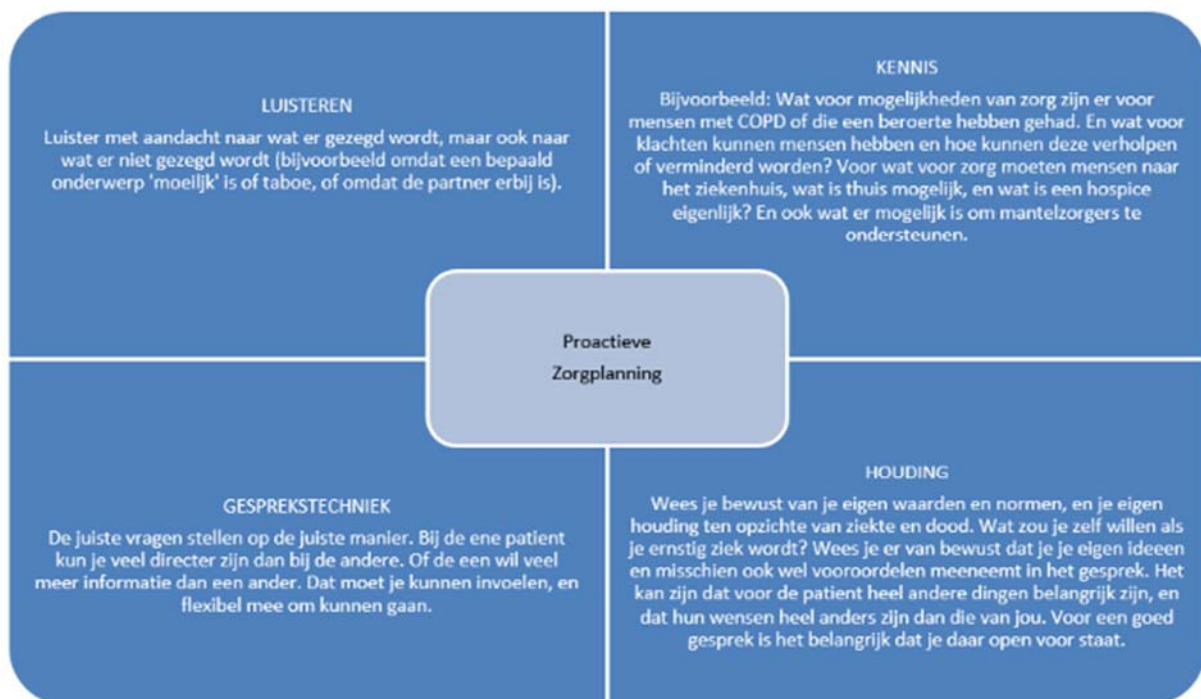 LUISTEREN
Luister met aandacht naar wat er gezegd wordt, maar ook naar
wat er niet gezegd wordt (bijvoorbeeld omdat een bepaald
onderwerp 'moeiljk' is of taboe, of omdat de partner erbij is).
KENNIS
Bijvoorbeeld: Wat voor mogelijkheden van zorg zijn er voor
mensen met COPD of die een beroerte hebben gehad. En wat voor
klachten kunnen mensen hebben en hoe kunnen deze verholpen
of verminderd worden? Voor wat voor zorg moeten mensen naar
het ziekenhuis, wat is thuis mogelijk, en wat is een hospice
eigenlijk? En ook wat er mogelijk is om mantelzorgers te
ondersteunen.
Proactieve
Zorgplanning
GESPREKSTECHNIEK
De juiste vragen stellen op de juiste manier. Bij de ene patient
kun je veel directer zijn dan bij de andere. Of de een wil veel
meer informatie dan een ander. Dat moet je kunnen invoelen, en
flexibel mee om kunnen gaan.
HOUDING
Wees je bewust van je eigen waarden en normen, en je eigen
houding ten opzichte van ziekte en dood. Wat zou je zelf willen als
je ernstig ziek wordt? Wees je er van bewust dat je je eigen ideeen
en misschien ook wel vooroordelen meeneemt in het gesprek. Het
kan zijn dat voor de patient heel andere dingen belangrijk zijn, en
dat hun wensen heel anders zijn dan die van jou. Voor een goed
gesprek is het belangrijk dat je daar open voor staat.